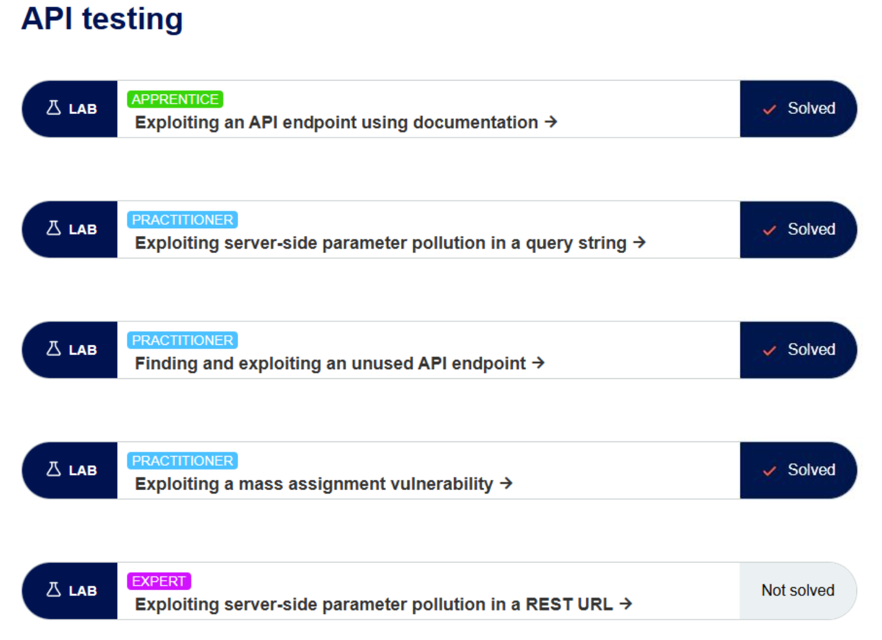 API testing
LAB
APPRENTICE
Exploiting an API endpoint using documentation →
Solved
LAB
PRACTITIONER
Exploiting server-side parameter pollution in a query string →
Solved
LAB
PRACTITIONER
Finding and exploiting an unused API endpoint →
Solved
LAB
PRACTITIONER
Exploiting a mass assignment vulnerability →
Solved
LAB
EXPERT
Exploiting server-side parameter pollution in a REST URL →
Not solved